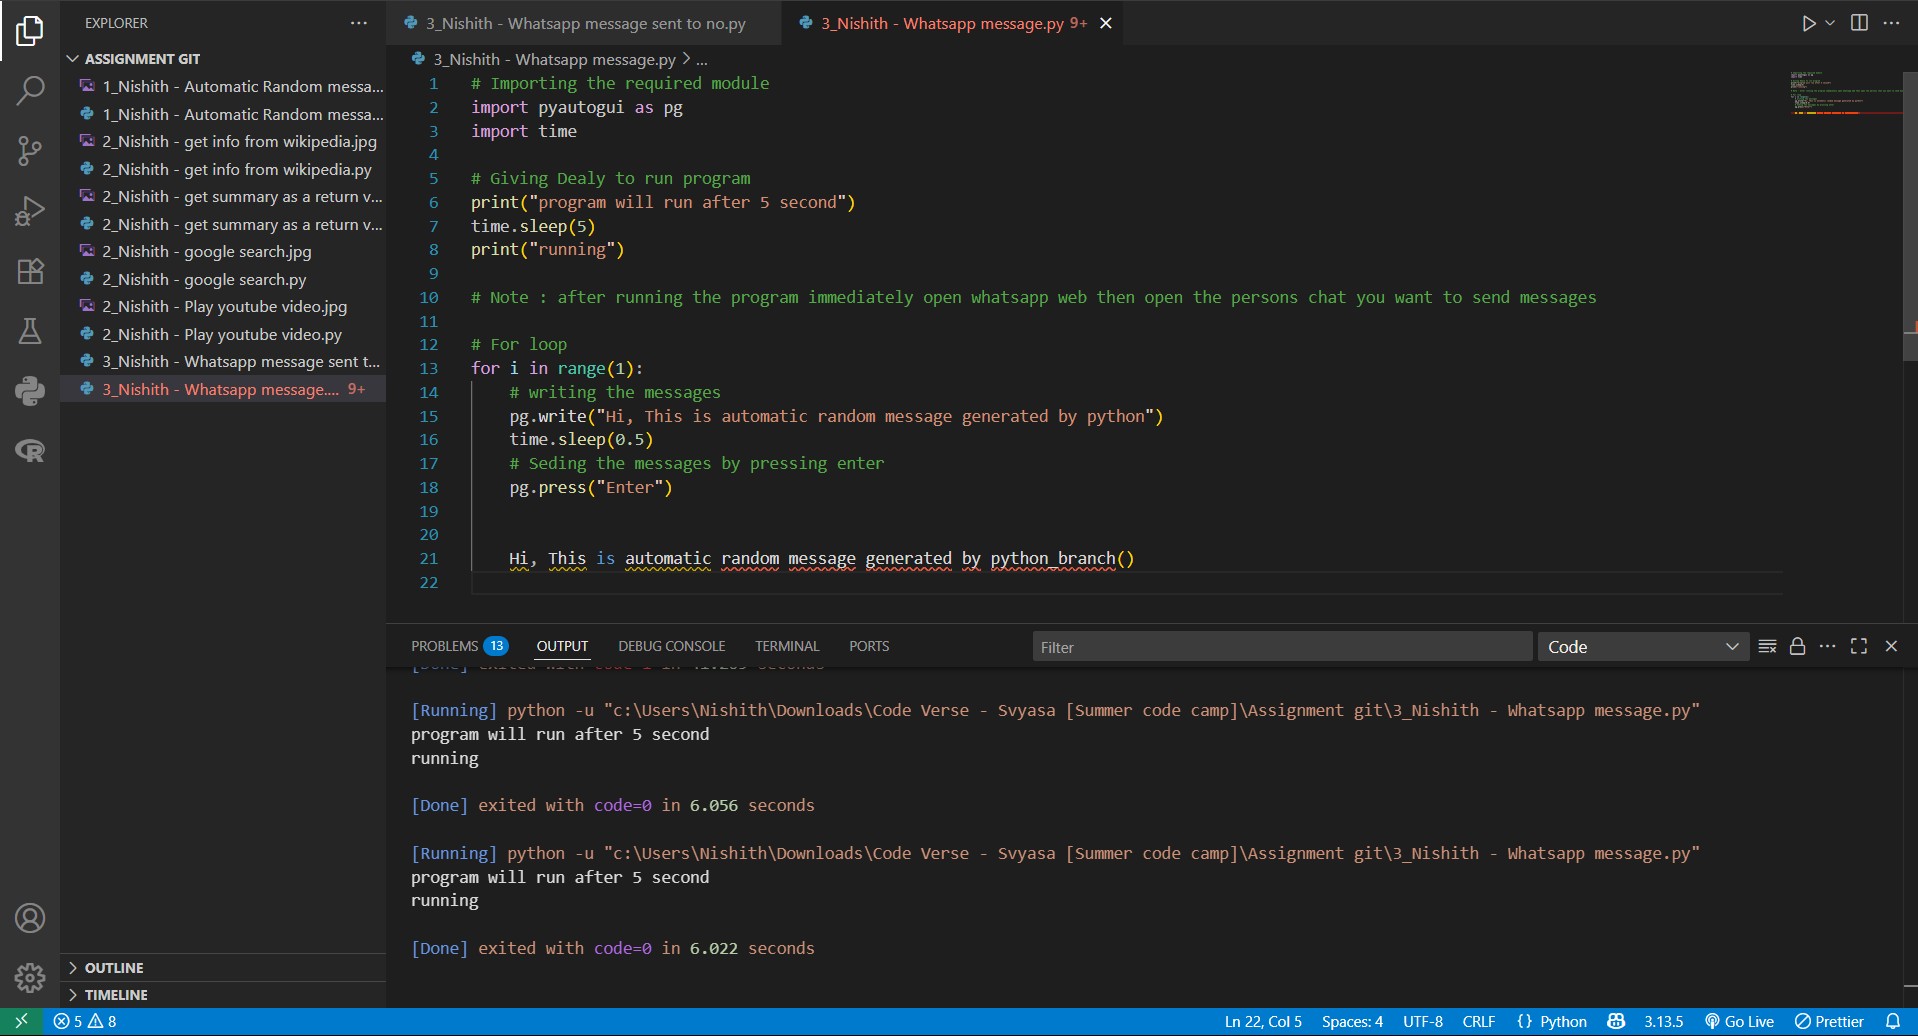 EXPLORER
ASSIGNMENT GIT
1_Nishith - Automatic Random messa...
1_Nishith - Automatic Random messa...
2_Nishith - get info from wikipedia.jpg
2_Nishith - get info from wikipedia.py
2_Nishith - get summary as a return v...
2_Nishith - get summary as a return v...
2_Nishith - google search.jpg
2_Nishith - google search.py
2_Nishith - Play youtube video.jpg
2_Nishith - Play youtube video.py
3_Nishith - Whatsapp message sent t...
3_Nishith - Whatsapp message.... 9+
OUTLINE
TIMELINE
3_Nishith - Whatsapp message sent to no.py
3_Nishith - Whatsapp message.py 9+
3_Nishith - Whatsapp message.py > ...
1 # Importing the required module
2 import pyautogui as pg
3 import time
4
5 # Giving Dealy to run program
6 print("program will run after 5 second")
7 time.sleep(5)
8 print("running")
9
10 # Note : after running the program immediately open whatsapp web then open the persons chat you want to send messages
11
12 # For loop
13 for i in range(1):
14     # writing the messages
15     pg.write("Hi, This is automatic random message generated by python")
16     time.sleep(0.5)
17     # Seding the messages by pressing enter
18     pg.press("Enter")
19
20
21     Hi, This is automatic random message generated by python_branch()
22
PROBLEMS 13 OUTPUT DEBUG CONSOLE TERMINAL PORTS Filter Code
[Running] python -u "c:\Users\Nishith\Downloads\Code Verse - Svyasa [Summer code camp]\Assignment git\3_Nishith - Whatsapp message.py"
program will run after 5 second
running
[Done] exited with code=0 in 6.056 seconds
[Running] python -u "c:\Users\Nishith\Downloads\Code Verse - Svyasa [Summer code camp]\Assignment git\3_Nishith - Whatsapp message.py"
program will run after 5 second
running
[Done] exited with code=0 in 6.022 seconds
5 8 Ln 22, Col 5 Spaces: 4 UTF-8 CRLF {} Python 3.13.5 Go Live Prettier